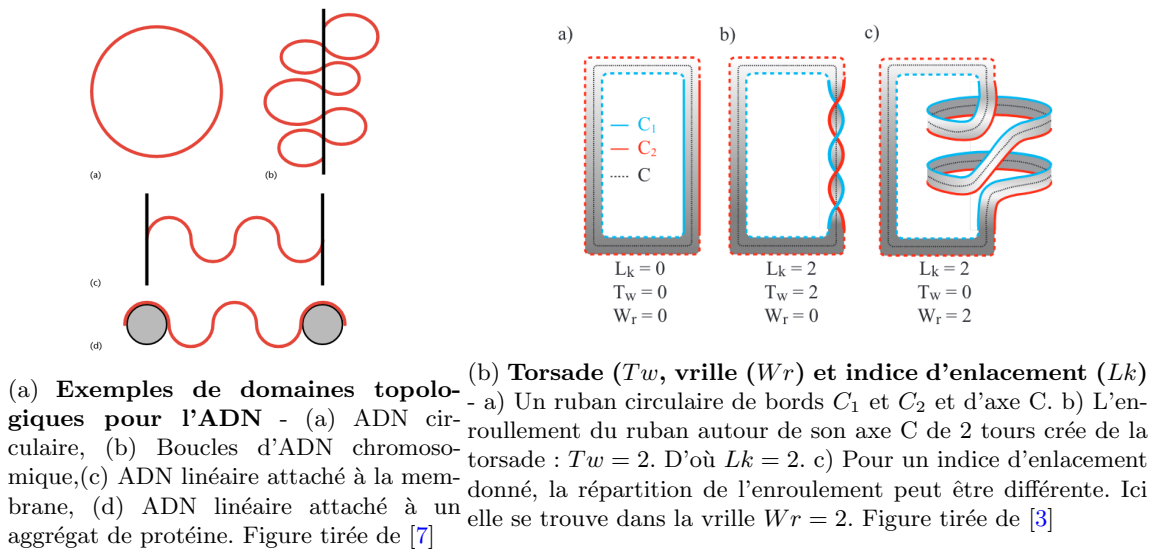 (a)
(b)
(c)
(d)
(a) Exemples de domaines topolo-
giques pour l'ADN - (a) ADN cir-
culaire, (b) Boucles d'ADN chromoso-
mique,(c) ADN linéaire attaché à la mem-
brane, (d) ADN linéaire attaché à un
aggrégat de protéine. Figure tirée de [7]
a)
b)
c)
C1
C2
C
Lk = 0
Tw = 0
Wr = 0
Lk = 2
Tw = 2
Wr = 0
Lk = 2
Tw = 0
Wr = 2
(b) Torsade (Tw, vrille (Wr) et indice d'enlacement (Lk)
- a) Un ruban circulaire de bords C1 et C2 et d'axe C. b) L'en-
roullement du ruban autour de son axe C de 2 tours crée de la
torsade : Tw = 2. D'où Lk = 2. c) Pour un indice d'enlacement
donné, la répartition de l'enroulement peut être différente. Ici
elle se trouve dans la vrille Wr = 2. Figure tirée de [3]